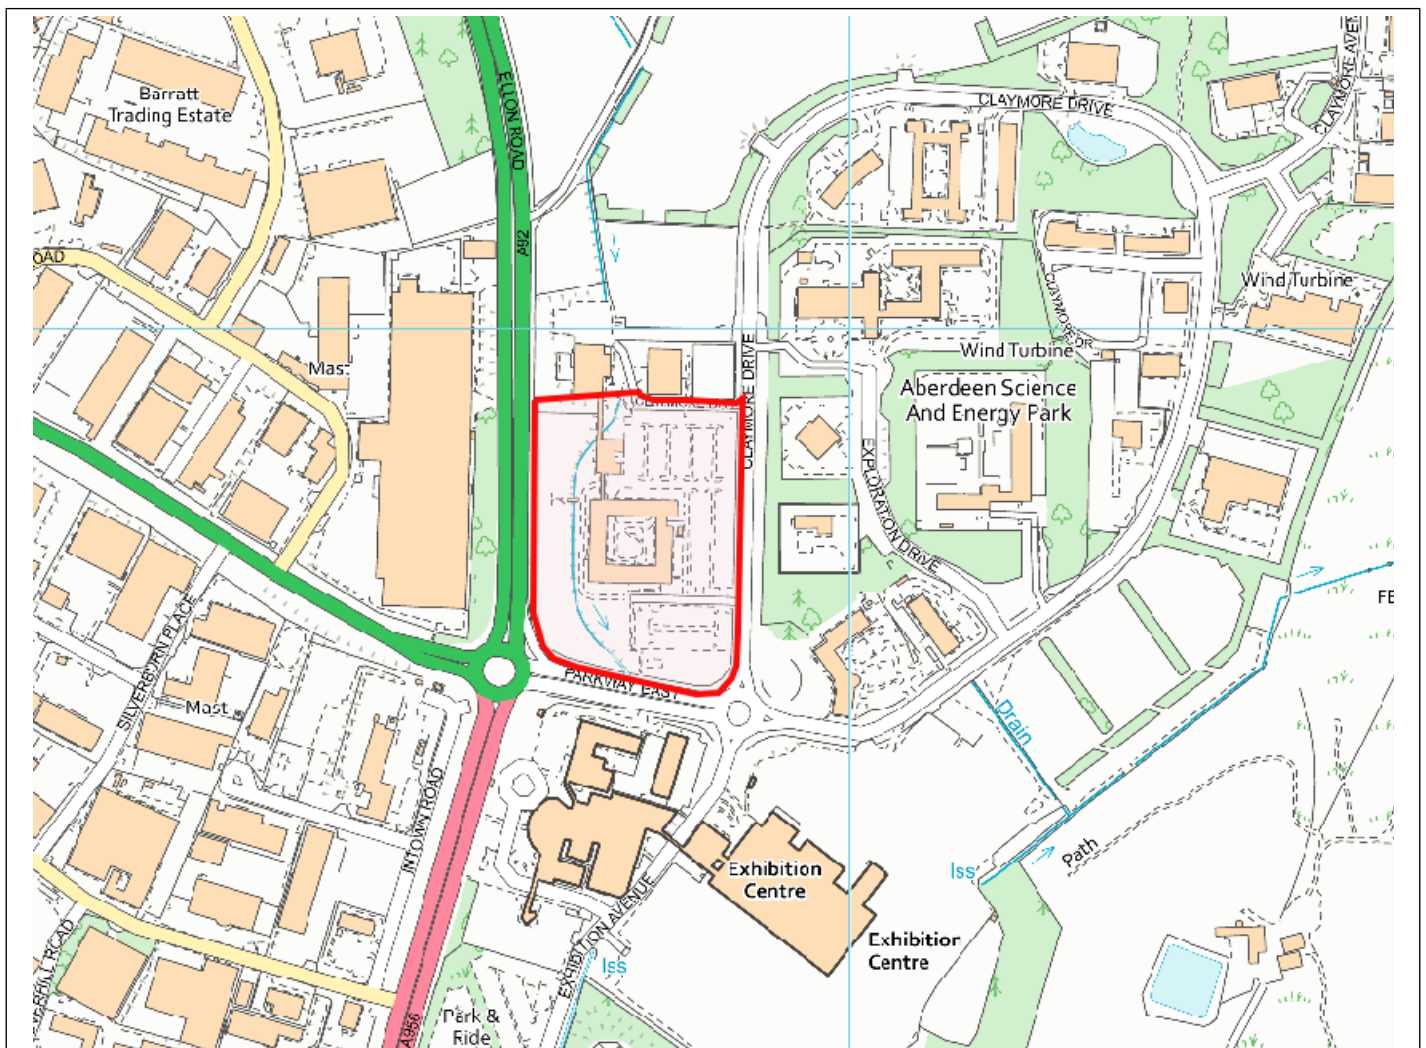 Barratt
Trading Estate
ELLON ROAD
CLAYMORE DRIVE
CLAYMORE AVEN
A92
OAD
Wind Turbine
CLAYMORE DR
Mast
CLAYMORE DRIVE
Wind Turbine
Aberdeen Science
And Energy Park
EXPLORATION DRIVE
SILVERBURN PLACE
Mast
PARKWAY EAST
Drain
FE
INTOWN ROAD
Exhibition
Centre
Iss
Path
EXHIBITION AVENUE
Exhibition
Centre
Iss
Park &
Ride
A956